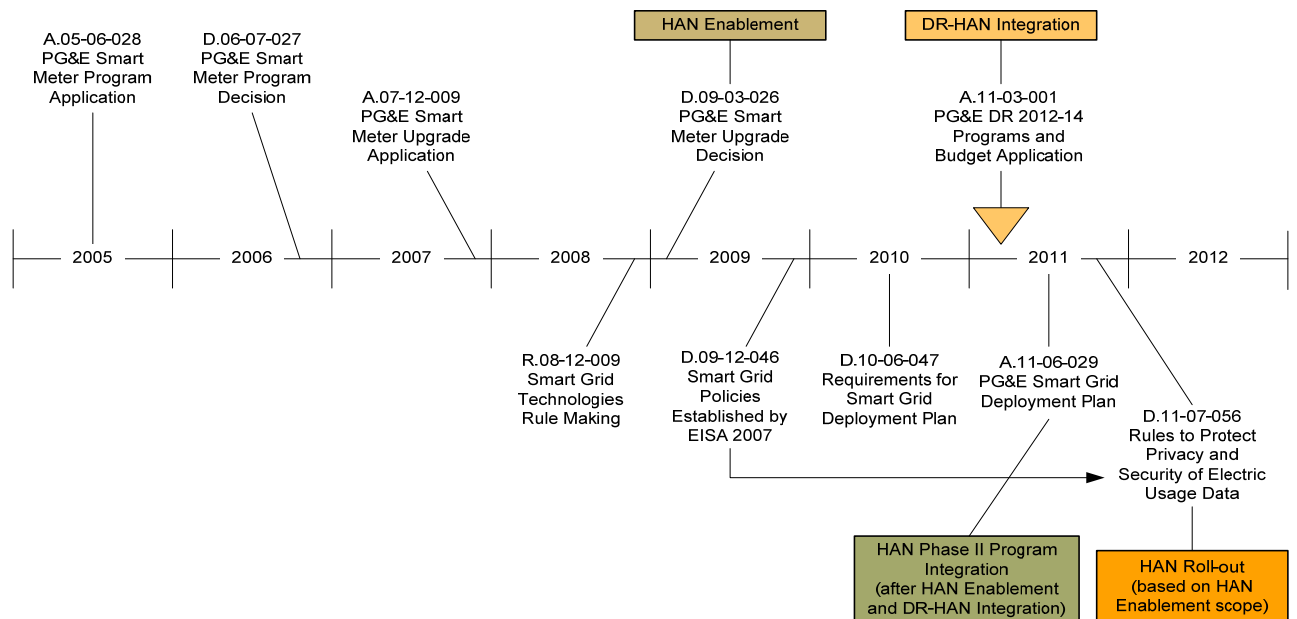 HAN Enablement
DR-HAN Integration
A.05-06-028
PG&E Smart
Meter Program
Application
D.06-07-027
PG&E Smart
Meter Program
Decision
A.07-12-009
PG&E Smart
Meter Upgrade
Application
D.09-03-026
PG&E Smart
Meter Upgrade
Decision
A.11-03-001
PG&E DR 2012-14
Programs and
Budget Application
2005
2006
2007
2008
2009
2010
2011
2012
R.08-12-009
Smart Grid
Technologies
Rule Making
D.09-12-046
Smart Grid
Policies
Established by
EISA 2007
D.10-06-047
Requirements for
Smart Grid
Deployment Plan
A.11-06-029
PG&E Smart Grid
Deployment Plan
D.11-07-056
Rules to Protect
Privacy and
Security of Electric
Usage Data
HAN Phase II Program
Integration
(after HAN Enablement
and DR-HAN Integration)
HAN Roll-out
(based on HAN
Enablement scope)